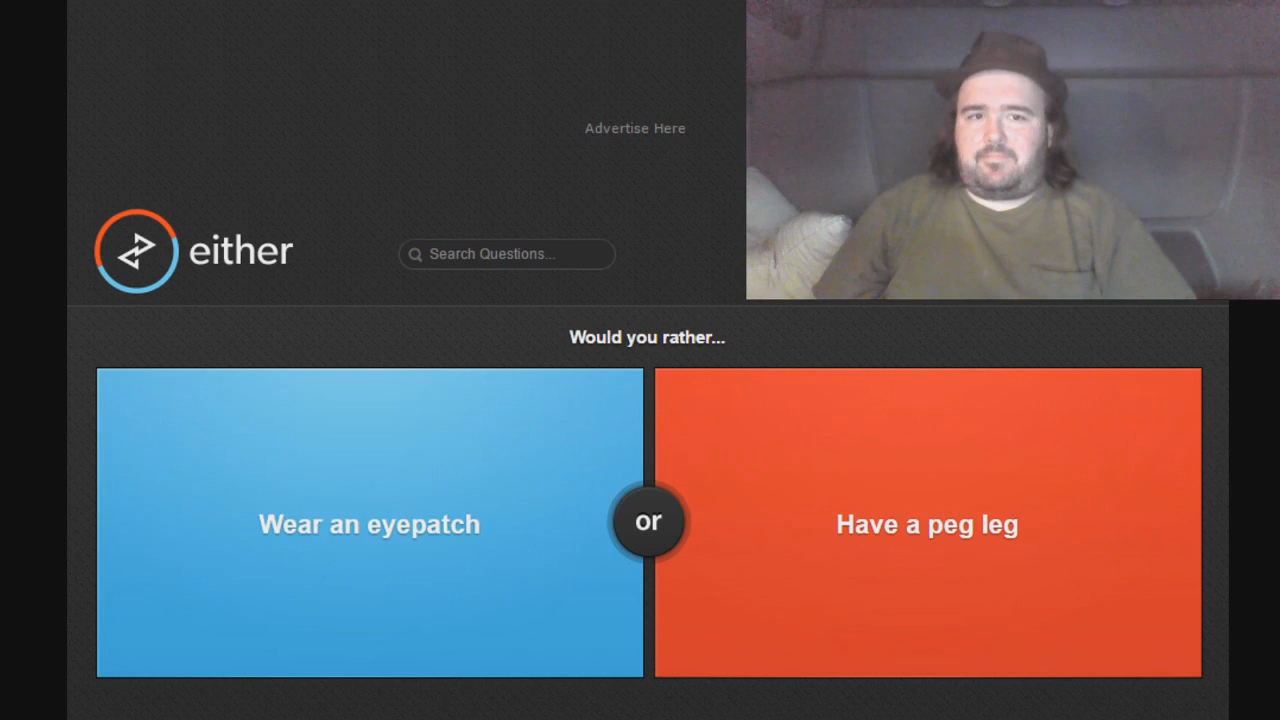 Advertise Here
either
Search Questions...
Would you rather...
Wear an eyepatch
or
Have a peg leg